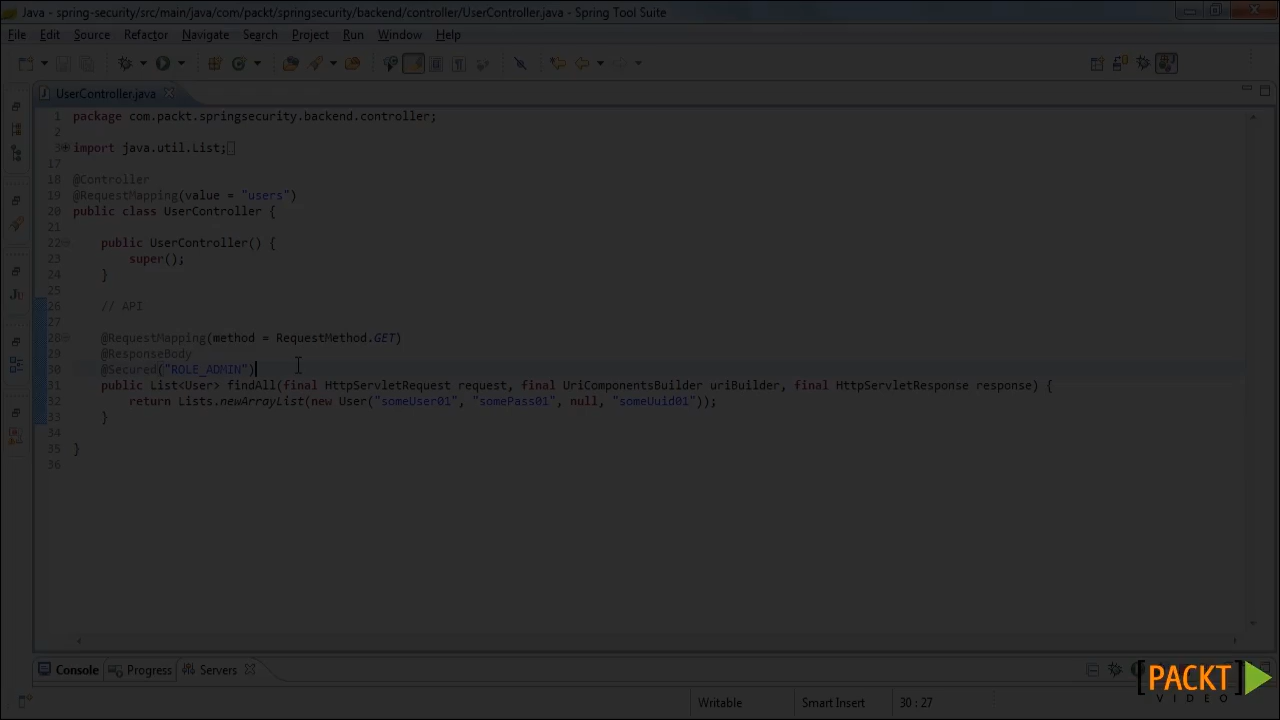 Java - spring-security/src/main/java/com/packt/springsecurity/backend/controller/UserController.java - Spring Tool Suite
File Edit Source Refactor Navigate Search Project Run Window Help
UserController.java
1 package com.packt.springsecurity.backend.controller;
2
3 import java.util.List;
17
18 @Controller
19 @RequestMapping(value = "users")
20 public class UserController {
21
22 public UserController() {
23 super();
24 }
25
26 // API
27
28 @RequestMapping(method = RequestMethod.GET)
29 @ResponseBody
30 @Secured("ROLE_ADMIN")
31 public List<User> findAll(final HttpServletRequest request, final UriComponentsBuilder uriBuilder, final HttpServletResponse response) {
32 return Lists.newArrayList(new User("someUser01", "somePass01", null, "someUuid01"));
33 }
34
35 }
36
Console Progress Servers
[PACKT]
VIDEO
Writable Smart Insert 30 : 27